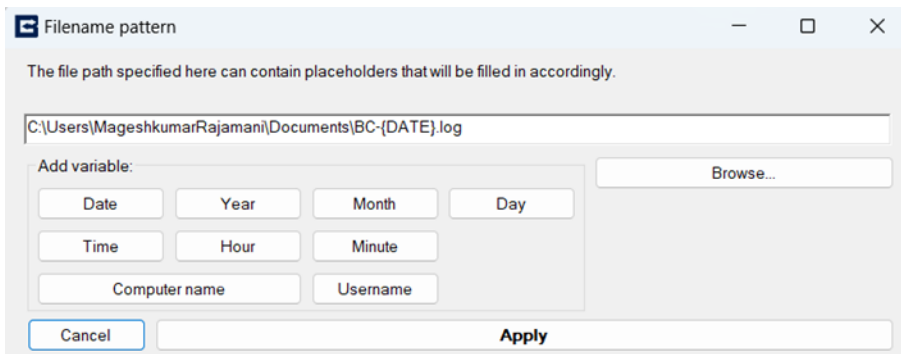 Filename pattern
The file path specified here can contain placeholders that will be filled in accordingly.
C:\Users\MageshkumarRajamani\Documents\BC-{DATE}.log
Add variable:
Browse...
Date Year Month Day
Time Hour Minute
Computer name Username
Cancel Apply